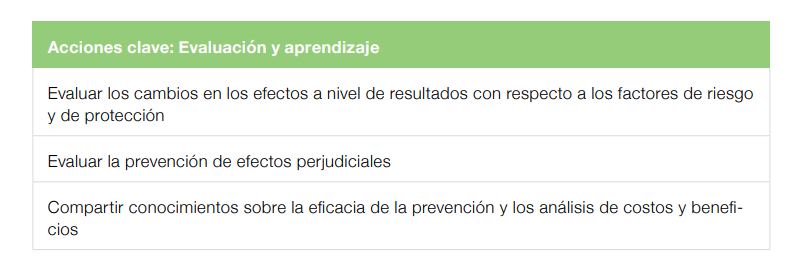 Acciones clave: Evaluación y aprendizaje
Evaluar los cambios en los efectos a nivel de resultados con respecto a los factores de riesgo
y de protección
Evaluar la prevención de efectos perjudiciales
Compartir conocimientos sobre la eficacia de la prevención y los análisis de costos y benefi-
cios